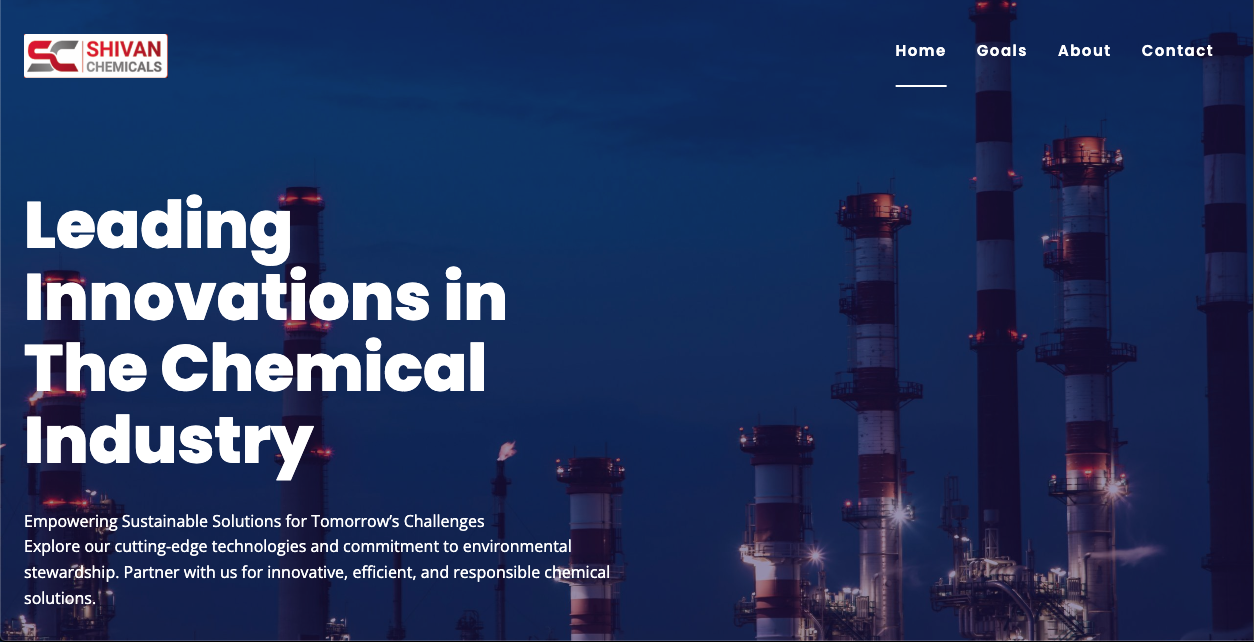 SHIVAN
CHEMICALS
Home Goals About Contact
Leading
Innovations in
The Chemical
Industry
Empowering Sustainable Solutions for Tomorrow’s Challenges
Explore our cutting-edge technologies and commitment to environmental
stewardship. Partner with us for innovative, efficient, and responsible chemical
solutions.